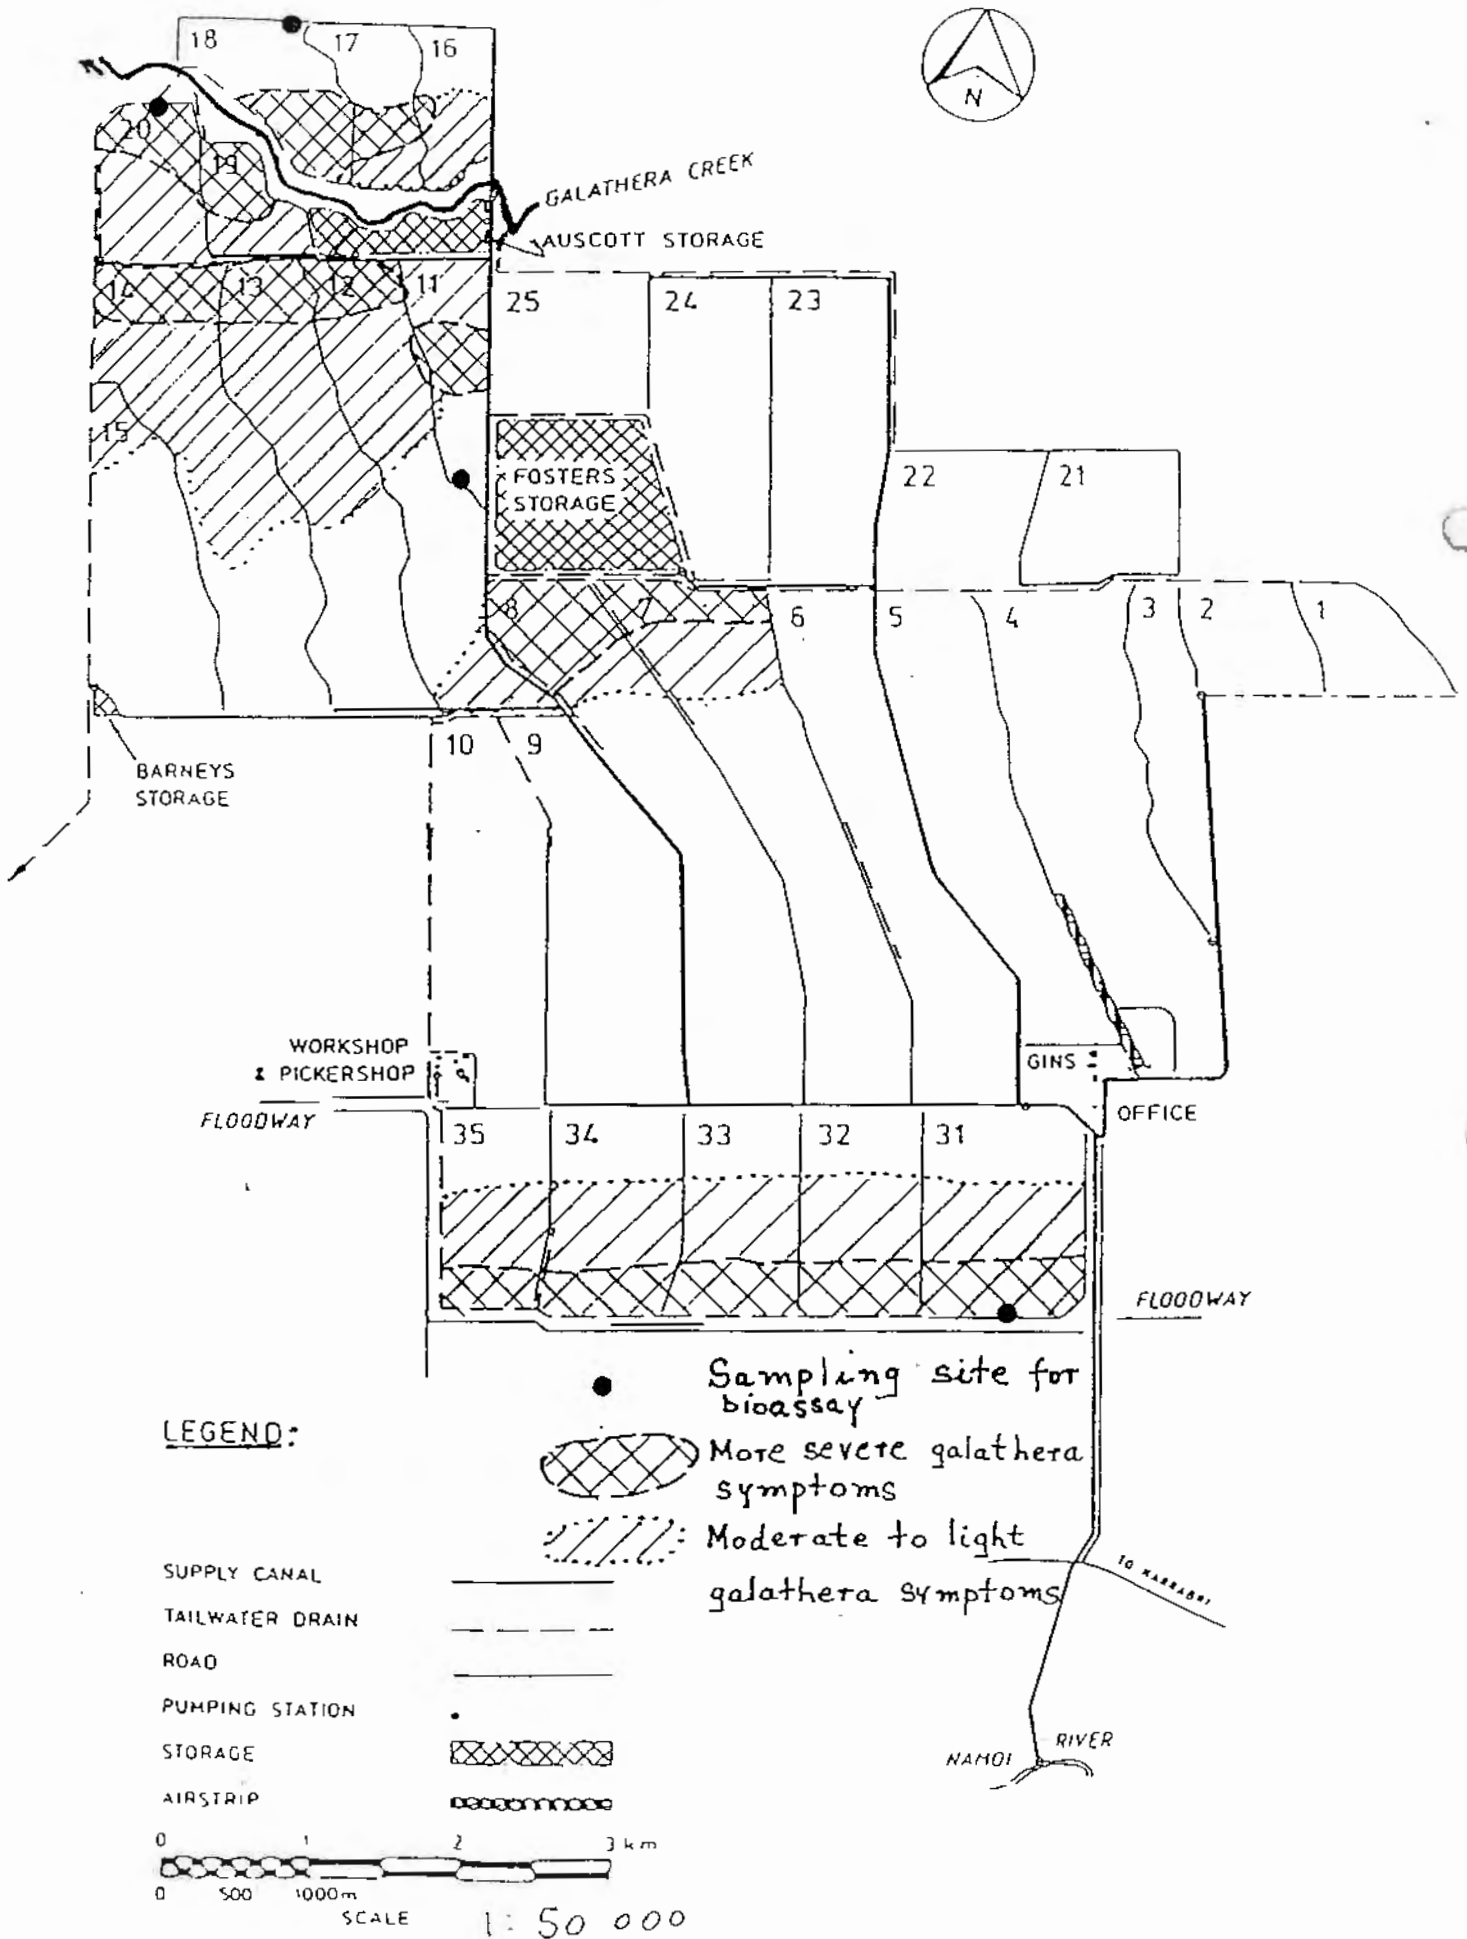 18
17
16
N
20
19
GALATHERA CREEK
AUSCOTT STORAGE
14
13
12
11
25
24
23
15
FOSTERS
STORAGE
22
21
8
7
6
5
4
3
2
1
10
9
BARNEYS
STORAGE
WORKSHOP
& PICKERSHOP
GINS
FLOODWAY
OFFICE
35
34
33
32
31
FLOODWAY
Sampling site for
bioassay
LEGEND:
More severe galathera
symptoms
Moderate to light
galathera symptoms
SUPPLY CANAL
TAILWATER DRAIN
TO NARRABRI
ROAD
PUMPING STATION
STORAGE
NAMOI RIVER
AIRSTRIP
0 1 2 3 km
0 500 1000m
SCALE 1:50 000